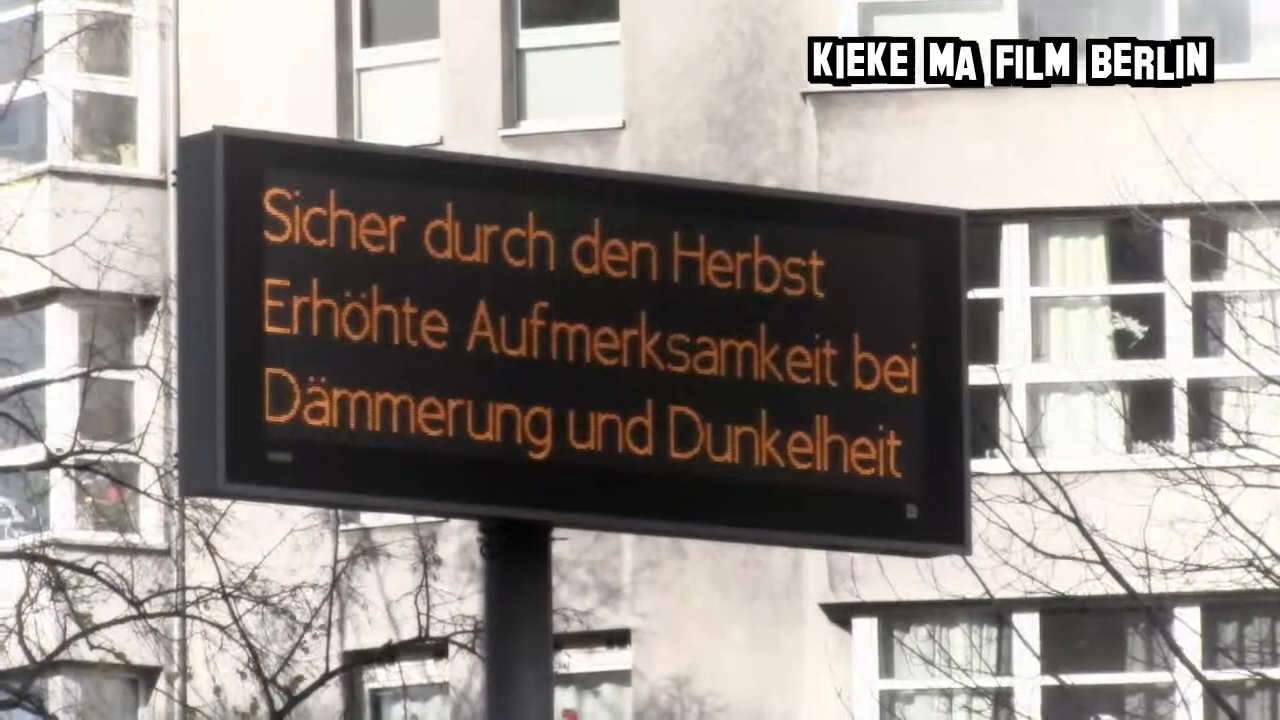 KIEKE MA FILM BERLIN
Sicher durch den Herbst
Erhöhte Aufmerksamkeit bei
Dämmerung und Dunkelheit